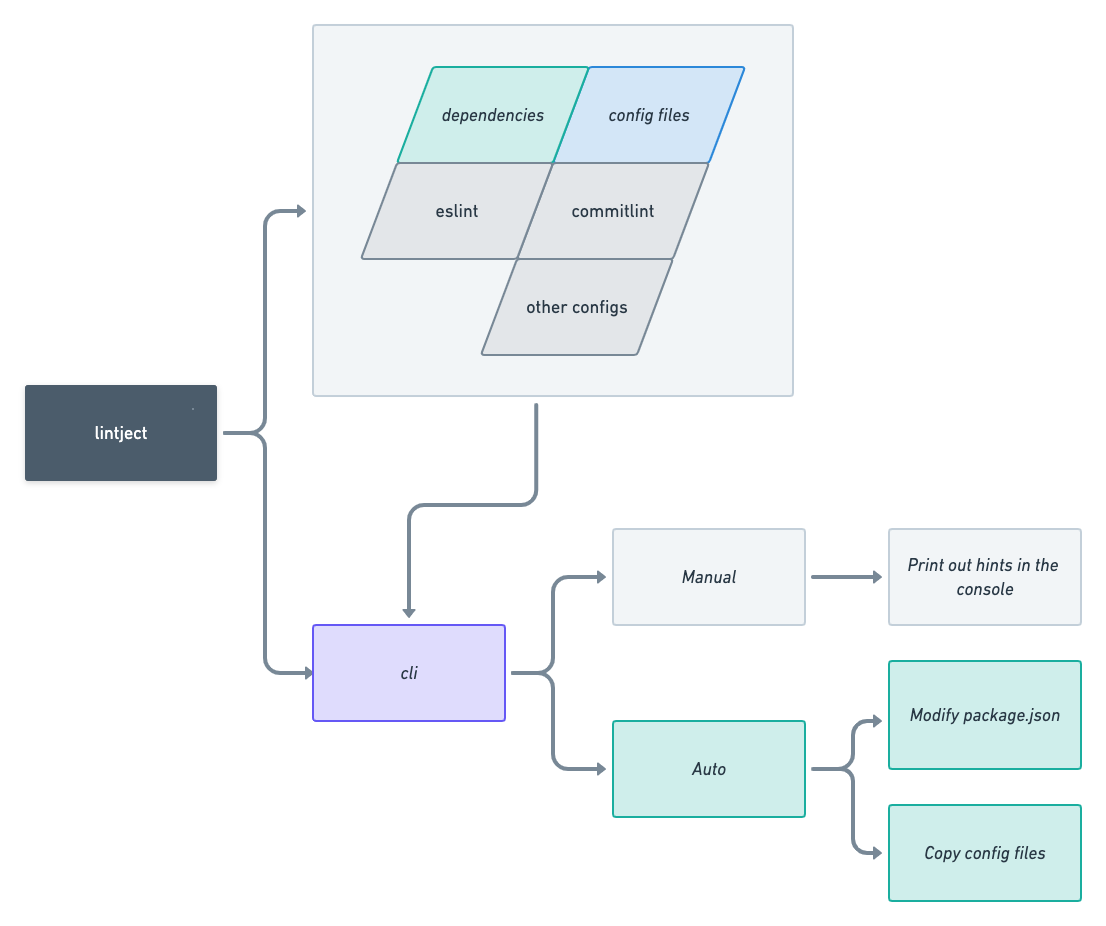 dependencies
config files
eslint
commitlint
other configs
lintject
cli
Manual
Print out hints in the
console
Auto
Modify package.json
Copy config files